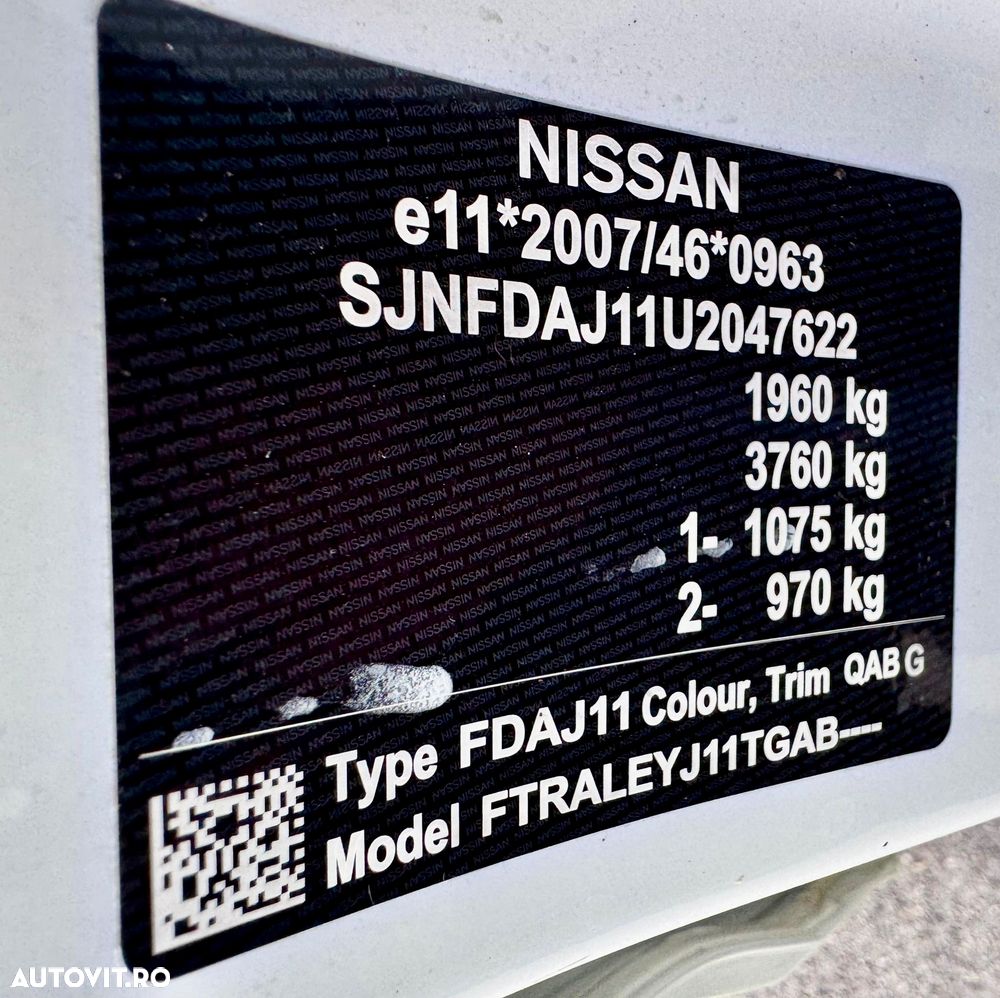 NISSAN
e11*2007/46*0963
SJNFDAJ11U2047622
1960 kg
3760 kg
1- 1075 kg
2- 970 kg
Type FDAJ11 Colour, Trim QAB G
Model FTRALEYJ11TGAB----
AUTOVIT.RO